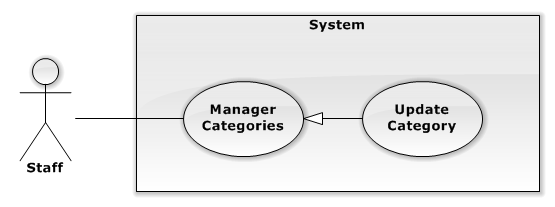 System
Manager
Categories
Update
Category
Staff